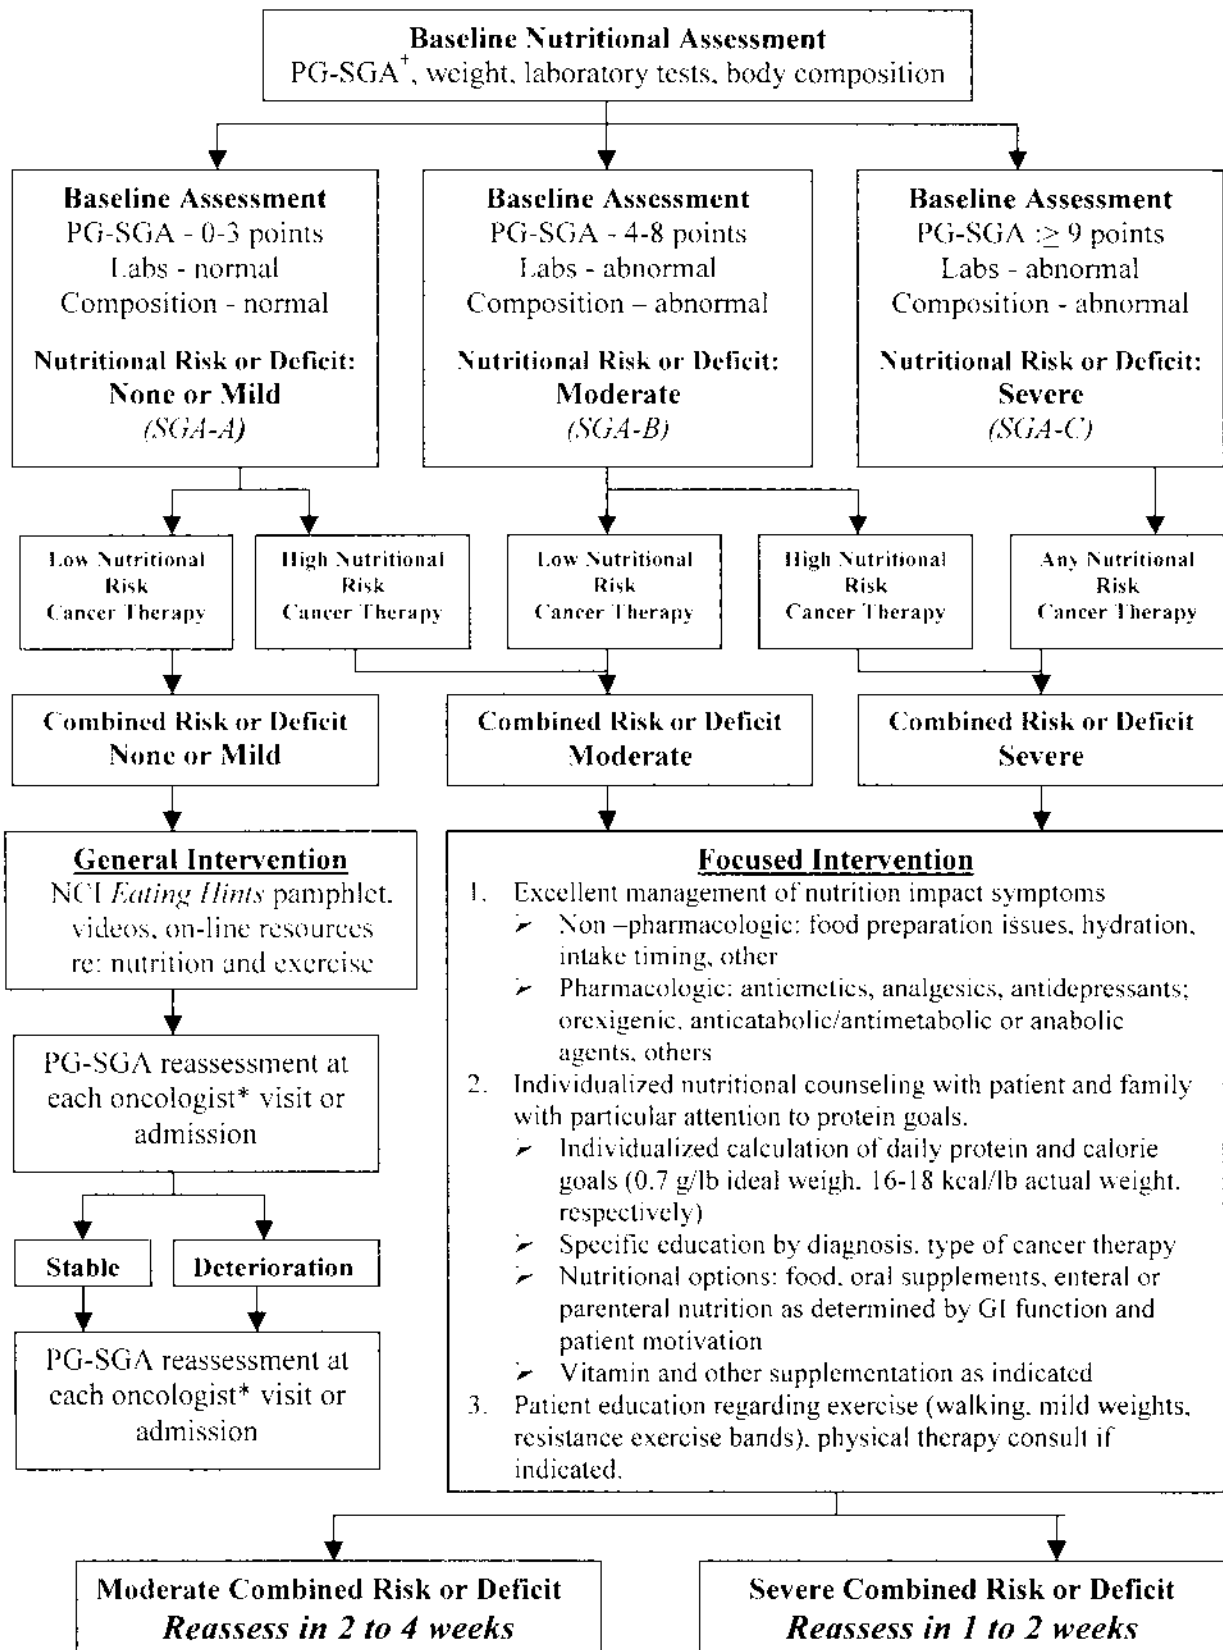 Baseline Nutritional Assessment
PG-SGA+, weight, laboratory tests, body composition
Baseline Assessment
PG-SGA - 0-3 points
Labs - normal
Composition - normal
Nutritional Risk or Deficit:
None or Mild
(SGA-A)
Baseline Assessment
PG-SGA - 4-8 points
Labs - abnormal
Composition – abnormal
Nutritional Risk or Deficit:
Moderate
(SGA-B)
Baseline Assessment
PG-SGA :≥ 9 points
Labs - abnormal
Composition - abnormal
Nutritional Risk or Deficit:
Severe
(SGA-C)
Low Nutritional
Risk
Cancer Therapy
High Nutritional
Risk
Cancer Therapy
Low Nutritional
Risk
Cancer Therapy
High Nutritional
Risk
Cancer Therapy
Any Nutritional
Risk
Cancer Therapy
Combined Risk or Deficit
None or Mild
Combined Risk or Deficit
Moderate
Combined Risk or Deficit
Severe
General Intervention
NCI Eating Hints pamphlet,
videos, on-line resources
re: nutrition and exercise
PG-SGA reassessment at
each oncologist* visit or
admission
Stable
Deterioration
PG-SGA reassessment at
each oncologist* visit or
admission
Focused Intervention
1. Excellent management of nutrition impact symptoms
➤ Non –pharmacologic: food preparation issues, hydration,
intake timing, other
➤ Pharmacologic: antiemetics, analgesics, antidepressants;
orexigenic, anticatabolic/antimetabolic or anabolic
agents, others
2. Individualized nutritional counseling with patient and family
with particular attention to protein goals.
➤ Individualized calculation of daily protein and calorie
goals (0.7 g/lb ideal weigh, 16-18 kcal/lb actual weight,
respectively)
➤ Specific education by diagnosis, type of cancer therapy
➤ Nutritional options: food, oral supplements, enteral or
parenteral nutrition as determined by GI function and
patient motivation
➤ Vitamin and other supplementation as indicated
3. Patient education regarding exercise (walking, mild weights,
resistance exercise bands), physical therapy consult if
indicated.
Moderate Combined Risk or Deficit
Reassess in 2 to 4 weeks
Severe Combined Risk or Deficit
Reassess in 1 to 2 weeks